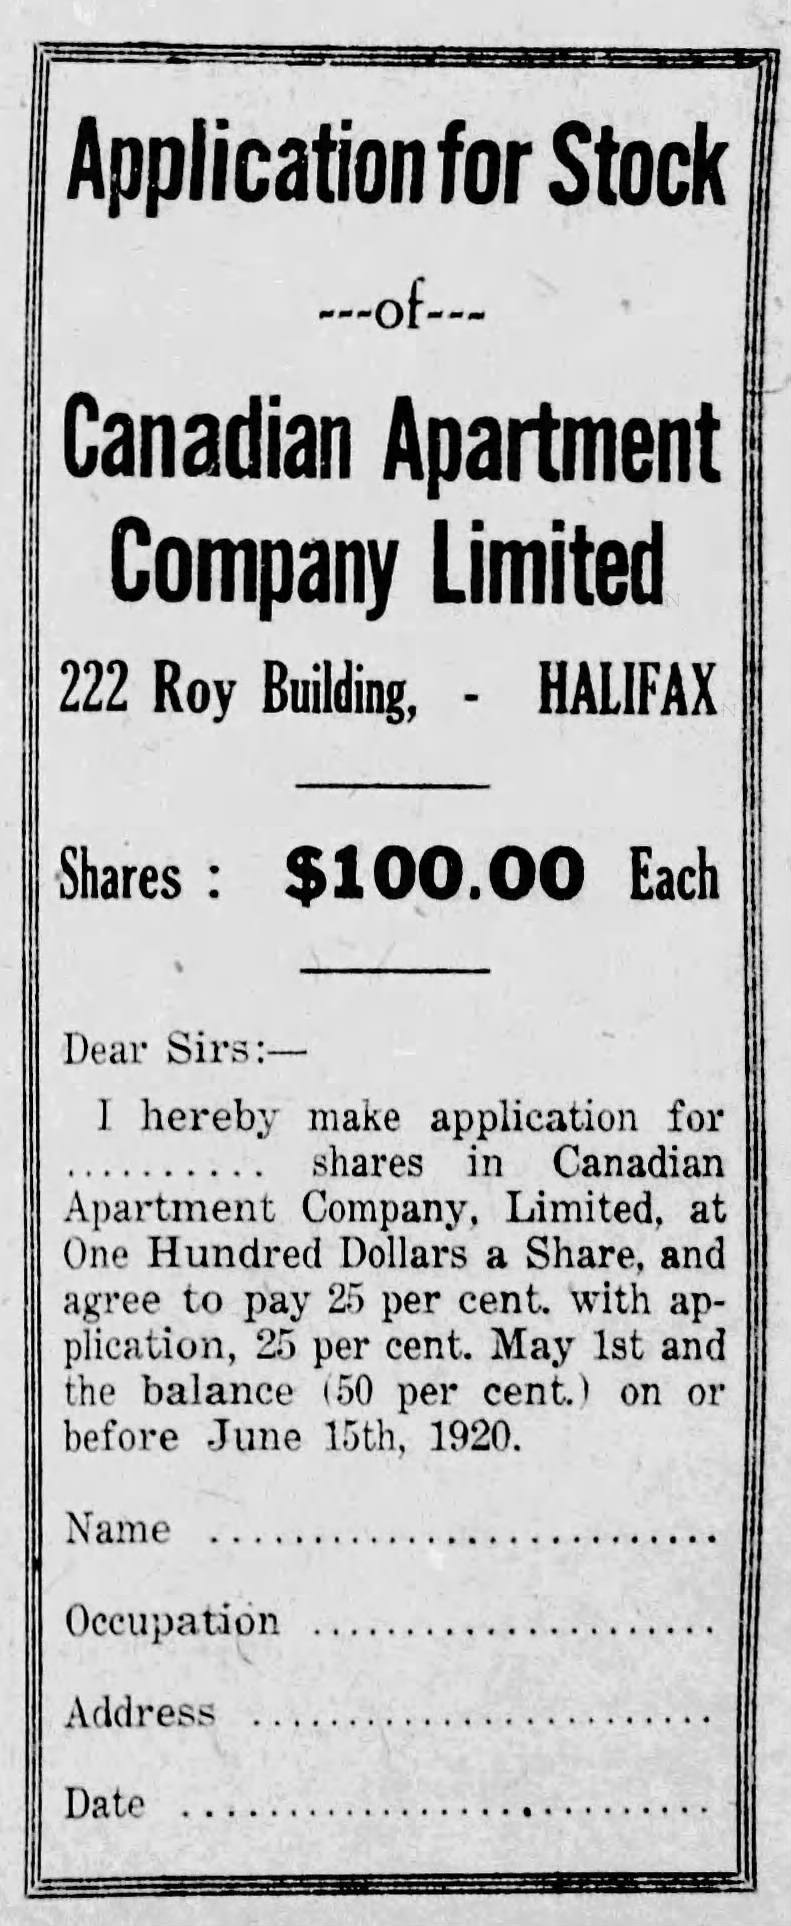 Application for Stock
---of---
Canadian Apartment
Company Limited
222 Roy Building, - HALIFAX
Shares : $100.00 Each
Dear Sirs:—
I hereby make application for
.......... shares in Canadian
Apartment Company, Limited, at
One Hundred Dollars a Share, and
agree to pay 25 per cent. with ap-
plication, 25 per cent. May 1st and
the balance (50 per cent.) on or
before June 15th, 1920.
Name ..........................
Occupation .....................
Address ........................
Date ...........................